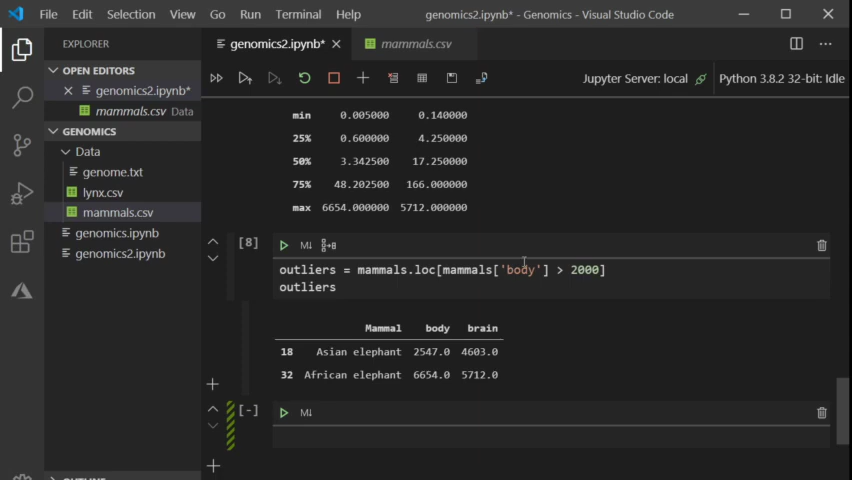 File Edit Selection View Go Run Terminal Help genomics2.ipynb* - Genomics - Visual Studio Code
EXPLORER
genomics2.ipynb*
mammals.csv
OPEN EDITORS
genomics2.ipynb*
mammals.csv Data
GENOMICS
Data
genome.txt
lynx.csv
mammals.csv
genomics.ipynb
genomics2.ipynb
Jupyter Server: local Python 3.8.2 32-bit: Idle
min 0.005000 0.140000
25% 0.600000 4.250000
50% 3.342500 17.250000
75% 48.202500 166.000000
max 6654.000000 5712.000000
[8]
M↓
outliers = mammals.loc[mammals['body'] > 2000]
outliers
Mammal body brain
18 Asian elephant 2547.0 4603.0
32 African elephant 6654.0 5712.0
[-]
M↓